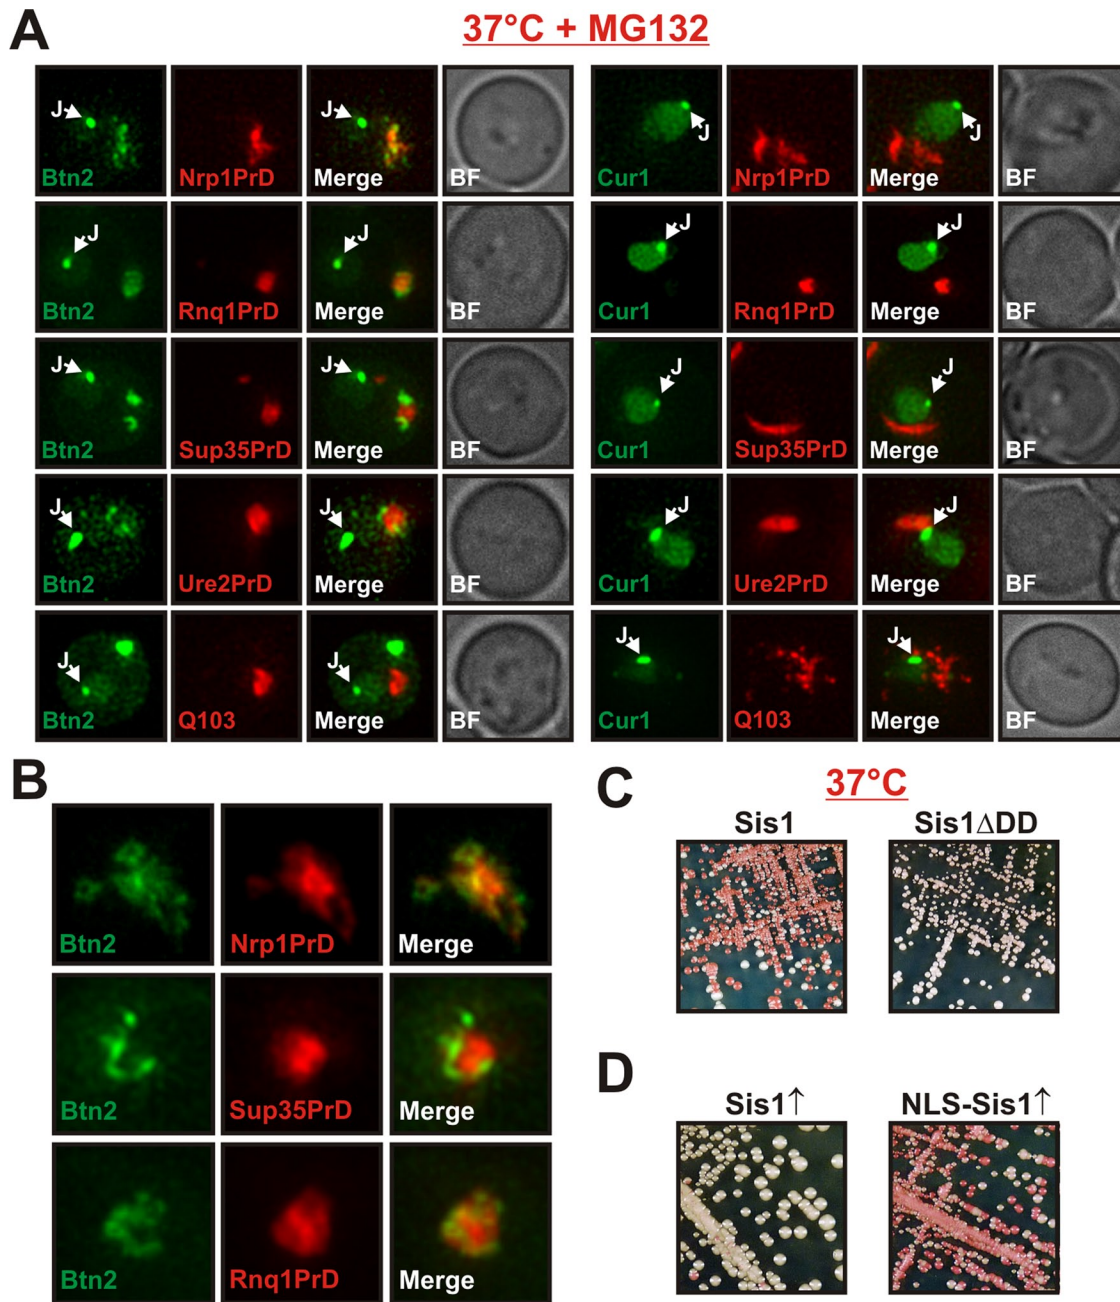 A
37°C + MG132
J Btn2 Nrp1PrD J Merge BF J Cur1 Nrp1PrD J Merge BF
J Btn2 Rnq1PrD J Merge BF J Cur1 Rnq1PrD J Merge BF
J Btn2 Sup35PrD J Merge BF J Cur1 Sup35PrD J Merge BF
J Btn2 Ure2PrD J Merge BF J Cur1 Ure2PrD J Merge BF
J Btn2 Q103 J Merge BF J Cur1 Q103 J Merge BF
B
Btn2 Nrp1PrD Merge
Btn2 Sup35PrD Merge
Btn2 Rnq1PrD Merge
C
37°C
Sis1 Sis1ΔDD
D
Sis1↑ NLS-Sis1↑